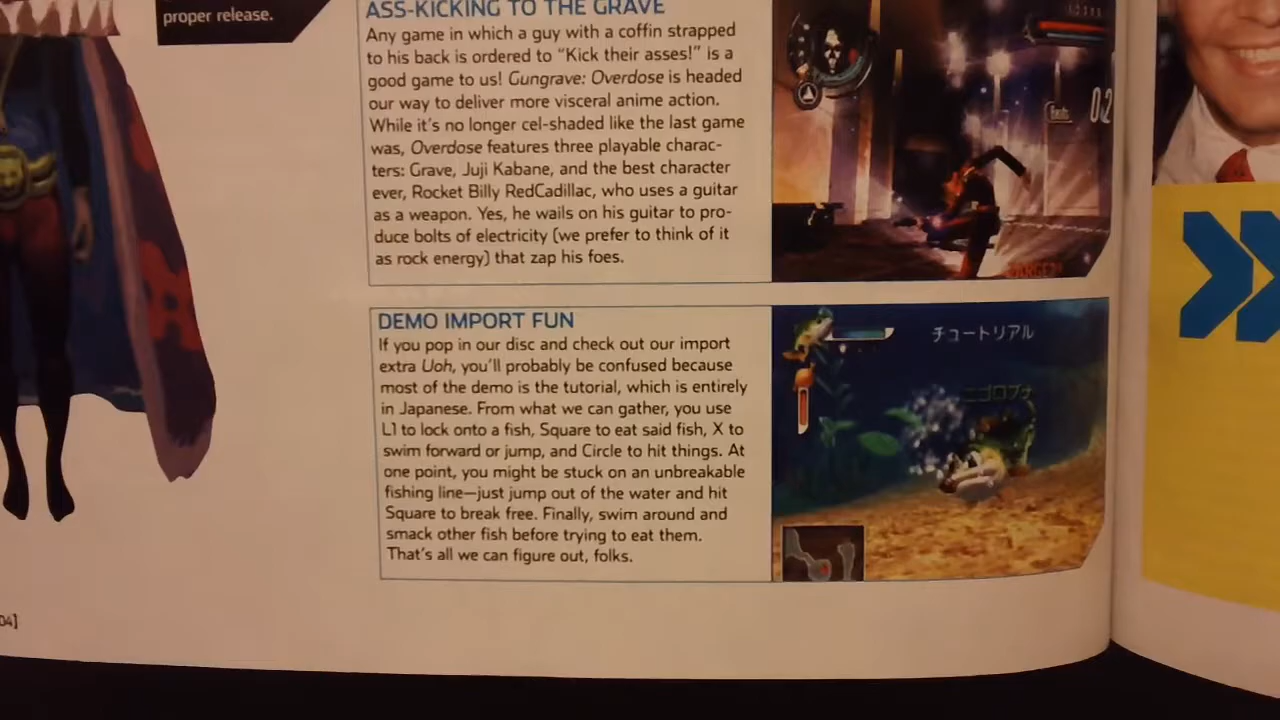 proper release.
ASS-KICKING TO THE GRAVE
Any game in which a guy with a coffin strapped
to his back is ordered to “Kick their asses!” is a
good game to us! Gungrave: Overdose is headed
our way to deliver more visceral anime action.
While it’s no longer cel-shaded like the last game
was, Overdose features three playable charac-
ters: Grave, Juji Kabane, and the best character
ever, Rocket Billy RedCadillac, who uses a guitar
as a weapon. Yes, he wails on his guitar to pro-
duce bolts of electricity (we prefer to think of it
as rock energy) that zap his foes.
Beats 02
DEMO IMPORT FUN
If you pop in our disc and check out our import
extra Uoh, you’ll probably be confused because
most of the demo is the tutorial, which is entirely
in Japanese. From what we can gather, you use
L1 to lock onto a fish, Square to eat said fish, X to
swim forward or jump, and Circle to hit things. At
one point, you might be stuck on an unbreakable
fishing line—just jump out of the water and hit
Square to break free. Finally, swim around and
smack other fish before trying to eat them.
That’s all we can figure out, folks.
チュートリアル
04]